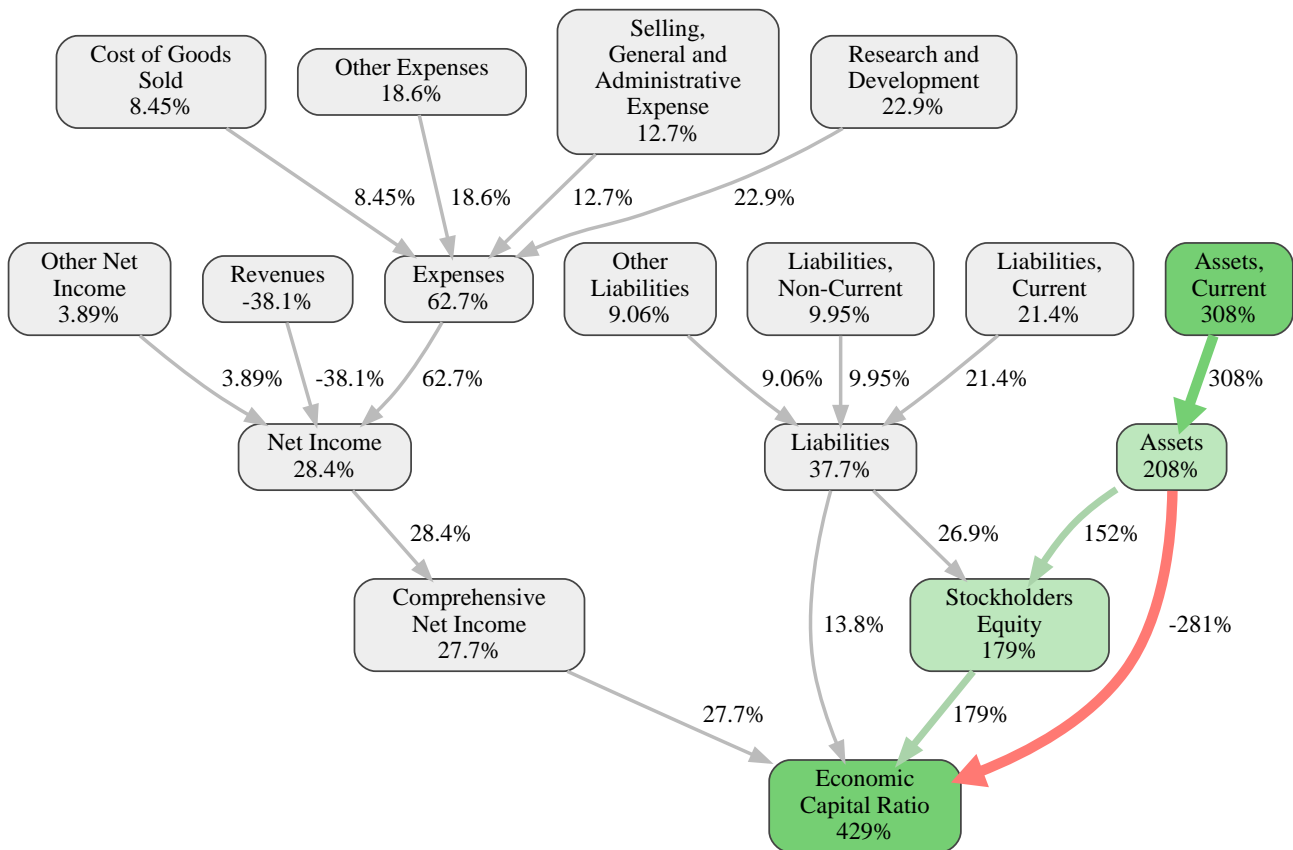 Cost of Goods
Sold
8.45%
Other Expenses
18.6%
Selling,
General and
Administrative
Expense
12.7%
Research and
Development
22.9%
8.45%
18.6%
12.7%
22.9%
Other Net
Income
3.89%
Revenues
-38.1%
Expenses
62.7%
Other
Liabilities
9.06%
Liabilities,
Non-Current
9.95%
Liabilities,
Current
21.4%
Assets,
Current
308%
3.89%
-38.1%
62.7%
9.06%
9.95%
21.4%
308%
Net Income
28.4%
Liabilities
37.7%
Assets
208%
28.4%
26.9%
152%
Comprehensive
Net Income
27.7%
13.8%
Stockholders
Equity
179%
-281%
27.7%
179%
Economic
Capital Ratio
429%